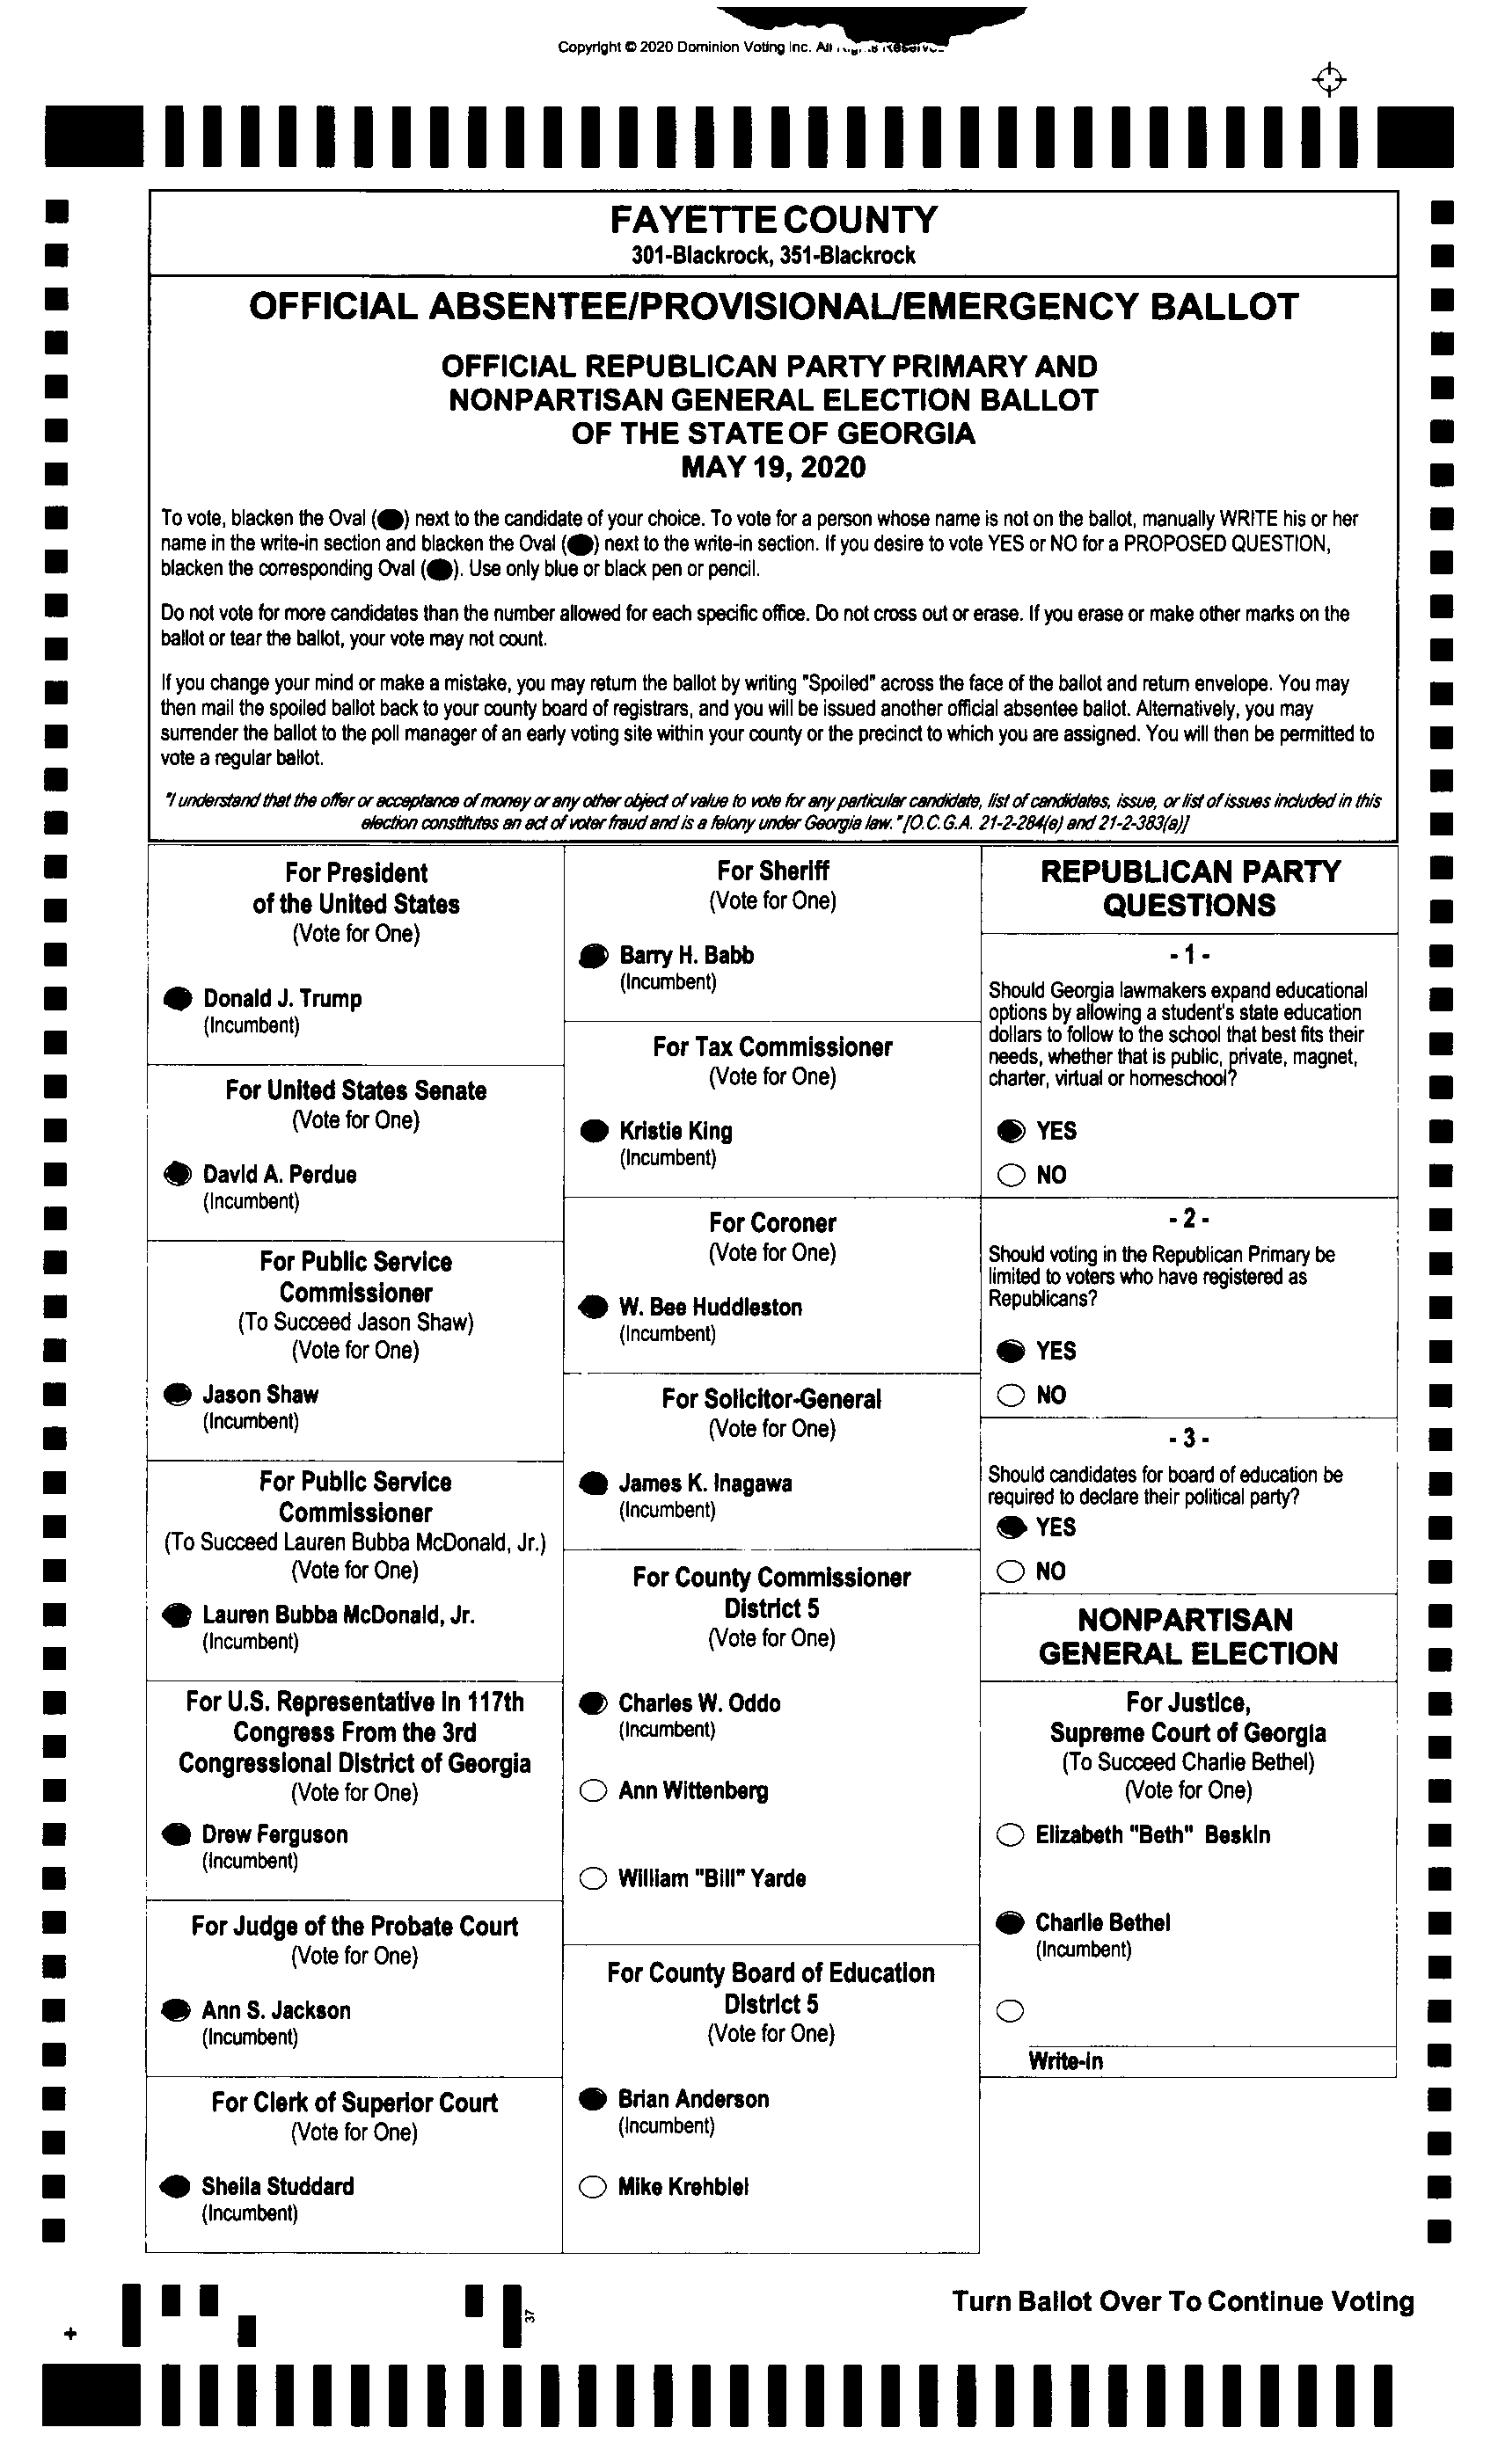 Copyright © 2020 Dominion Voting Inc. All Rights Reserved
FAYETTE COUNTY
301-Blackrock, 351-Blackrock
OFFICIAL ABSENTEE/PROVISIONAL/EMERGENCY BALLOT
OFFICIAL REPUBLICAN PARTY PRIMARY AND
NONPARTISAN GENERAL ELECTION BALLOT
OF THE STATE OF GEORGIA
MAY 19, 2020
To vote, blacken the Oval (●) next to the candidate of your choice. To vote for a person whose name is not on the ballot, manually WRITE his or her
name in the write-in section and blacken the Oval (●) next to the write-in section. If you desire to vote YES or NO for a PROPOSED QUESTION,
blacken the corresponding Oval (●). Use only blue or black pen or pencil.
Do not vote for more candidates than the number allowed for each specific office. Do not cross out or erase. If you erase or make other marks on the
ballot or tear the ballot, your vote may not count.
If you change your mind or make a mistake, you may return the ballot by writing "Spoiled" across the face of the ballot and return envelope. You may
then mail the spoiled ballot back to your county board of registrars, and you will be issued another official absentee ballot. Alternatively, you may
surrender the ballot to the poll manager of an early voting site within your county or the precinct to which you are assigned. You will then be permitted to
vote a regular ballot.
"I understand that the offer or acceptance of money or any other object of value to vote for any particular candidate, list of candidates, issue, or list of issues included in this
election constitutes an act of voter fraud and is a felony under Georgia law." [O.C.G.A. 21-2-284(e) and 21-2-383(a)]
For President
of the United States
(Vote for One)
Donald J. Trump
(Incumbent)
For United States Senate
(Vote for One)
David A. Perdue
(Incumbent)
For Public Service
Commissioner
(To Succeed Jason Shaw)
(Vote for One)
Jason Shaw
(Incumbent)
For Public Service
Commissioner
(To Succeed Lauren Bubba McDonald, Jr.)
(Vote for One)
Lauren Bubba McDonald, Jr.
(Incumbent)
For U.S. Representative in 117th
Congress From the 3rd
Congressional District of Georgia
(Vote for One)
Drew Ferguson
(Incumbent)
For Judge of the Probate Court
(Vote for One)
Ann S. Jackson
(Incumbent)
For Clerk of Superior Court
(Vote for One)
Sheila Studdard
(Incumbent)
For Sheriff
(Vote for One)
Barry H. Babb
(Incumbent)
For Tax Commissioner
(Vote for One)
Kristie King
(Incumbent)
For Coroner
(Vote for One)
W. Bee Huddleston
(Incumbent)
For Solicitor-General
(Vote for One)
James K. Inagawa
(Incumbent)
For County Commissioner
District 5
(Vote for One)
Charles W. Oddo
(Incumbent)
Ann Wittenberg
William "Bill" Yarde
For County Board of Education
District 5
(Vote for One)
Brian Anderson
(Incumbent)
Mike Krehbiel
REPUBLICAN PARTY
QUESTIONS
- 1 -
Should Georgia lawmakers expand educational
options by allowing a student's state education
dollars to follow to the school that best fits their
needs, whether that is public, private, magnet,
charter, virtual or homeschool?
YES
NO
- 2 -
Should voting in the Republican Primary be
limited to voters who have registered as
Republicans?
YES
NO
- 3 -
Should candidates for board of education be
required to declare their political party?
YES
NO
NONPARTISAN
GENERAL ELECTION
For Justice,
Supreme Court of Georgia
(To Succeed Charlie Bethel)
(Vote for One)
Elizabeth "Beth" Beskin
Charlie Bethel
(Incumbent)
Write-in
37
Turn Ballot Over To Continue Voting